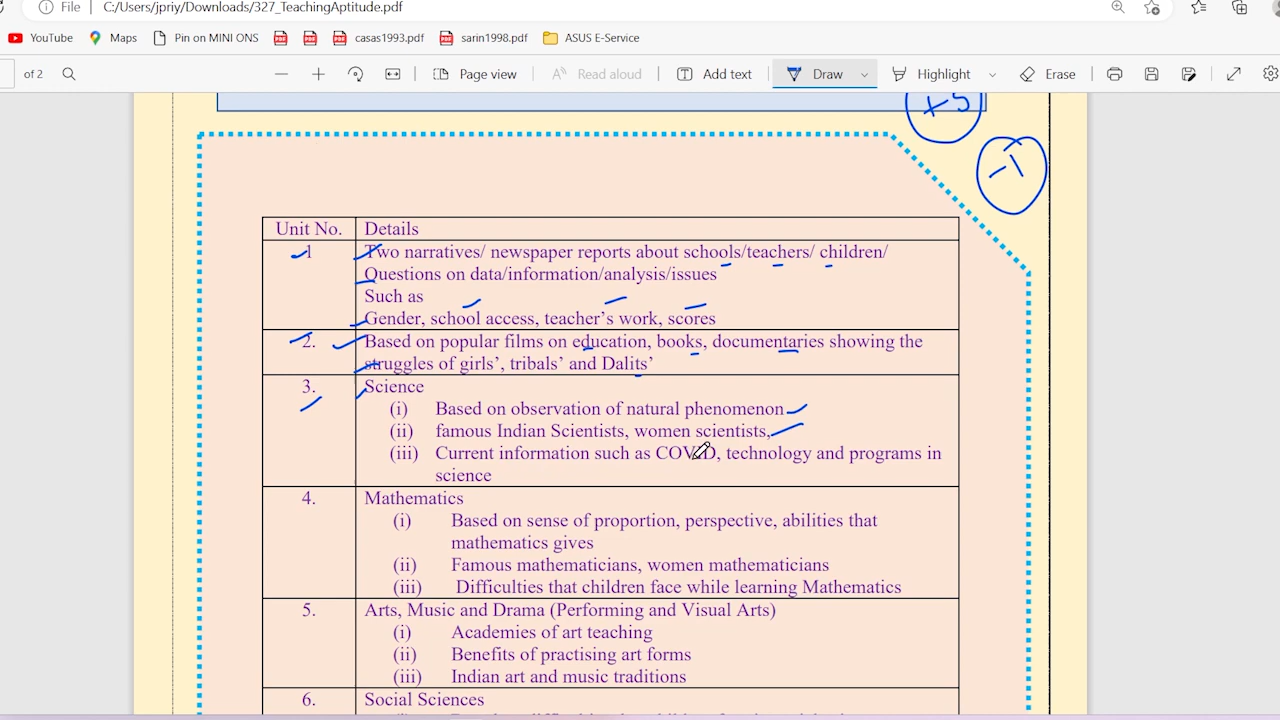 File
C:/Users/jpriy/Downloads/327_TeachingAptitude.pdf
YouTube
Maps
Pin on MINI ONS
casas1993.pdf
sarin1998.pdf
ASUS E-Service
of 2
Page view
Read aloud
Add text
Draw
Highlight
Erase
+5
-1
Unit No.
Details
1
Two narratives/ newspaper reports about schools/teachers/ children/
Questions on data/information/analysis/issues
Such as
Gender, school access, teacher's work, scores
2.
Based on popular films on education, books, documentaries showing the
struggles of girls', tribals' and Dalits'
3.
Science
(i) Based on observation of natural phenomenon
(ii) famous Indian Scientists, women scientists,
(iii) Current information such as COVID, technology and programs in
science
4.
Mathematics
(i) Based on sense of proportion, perspective, abilities that
mathematics gives
(ii) Famous mathematicians, women mathematicians
(iii) Difficulties that children face while learning Mathematics
5.
Arts, Music and Drama (Performing and Visual Arts)
(i) Academies of art teaching
(ii) Benefits of practising art forms
(iii) Indian art and music traditions
6.
Social Sciences